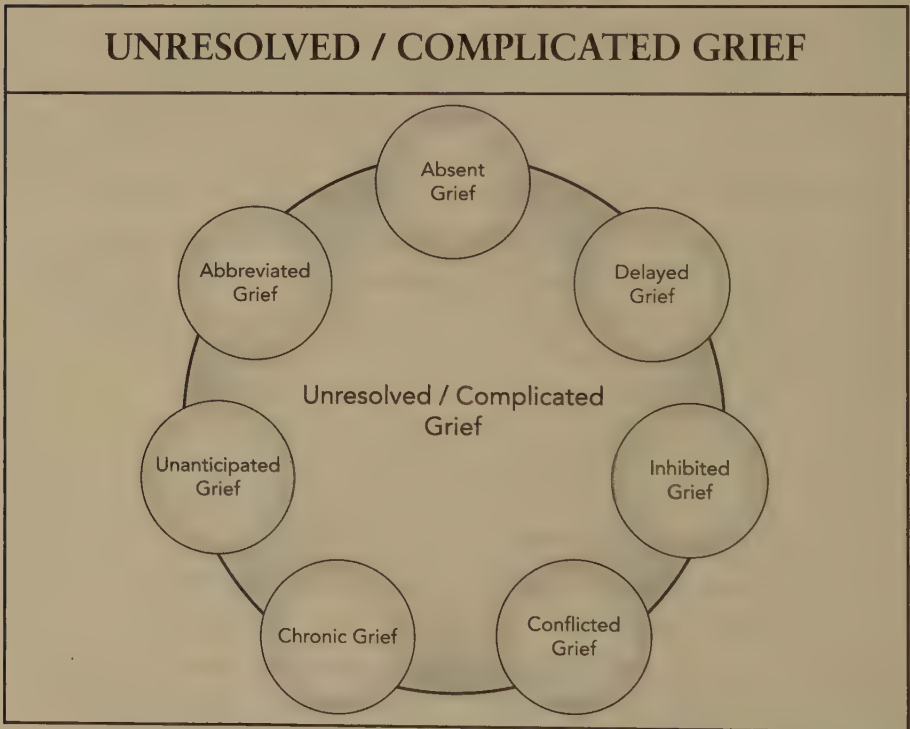 UNRESOLVED / COMPLICATED GRIEF
Absent
Grief
Delayed
Grief
Inhibited
Grief
Conflicted
Grief
Chronic Grief
Unanticipated
Grief
Abbreviated
Grief
Unresolved / Complicated
Grief